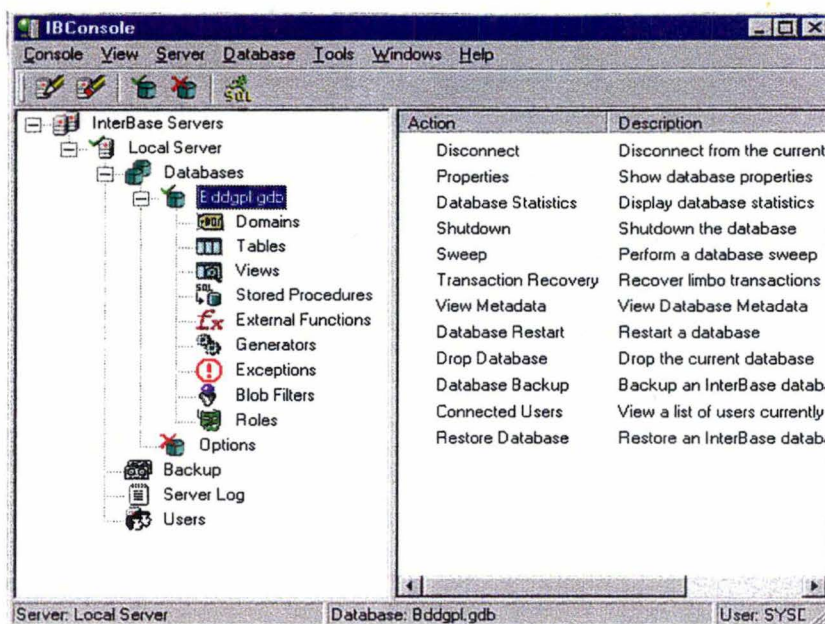 IBConsole
Console View Server Database Tools Windows Help
SQL
InterBase Servers
Local Server
Databases
Bddgpl.gdb
Domains
Tables
Views
Stored Procedures
External Functions
Generators
Exceptions
Blob Filters
Roles
Options
Backup
Server Log
Users
Action Description
Disconnect Disconnect from the current
Properties Show database properties
Database Statistics Display database statistics
Shutdown Shutdown the database
Sweep Perform a database sweep
Transaction Recovery Recover limbo transactions
View Metadata View Database Metadata
Database Restart Restart a database
Drop Database Drop the current database
Database Backup Backup an InterBase datab
Connected Users View a list of users currently
Restore Database Restore an InterBase datab
Server: Local Server Database: Bddgpl.gdb User: SYSD